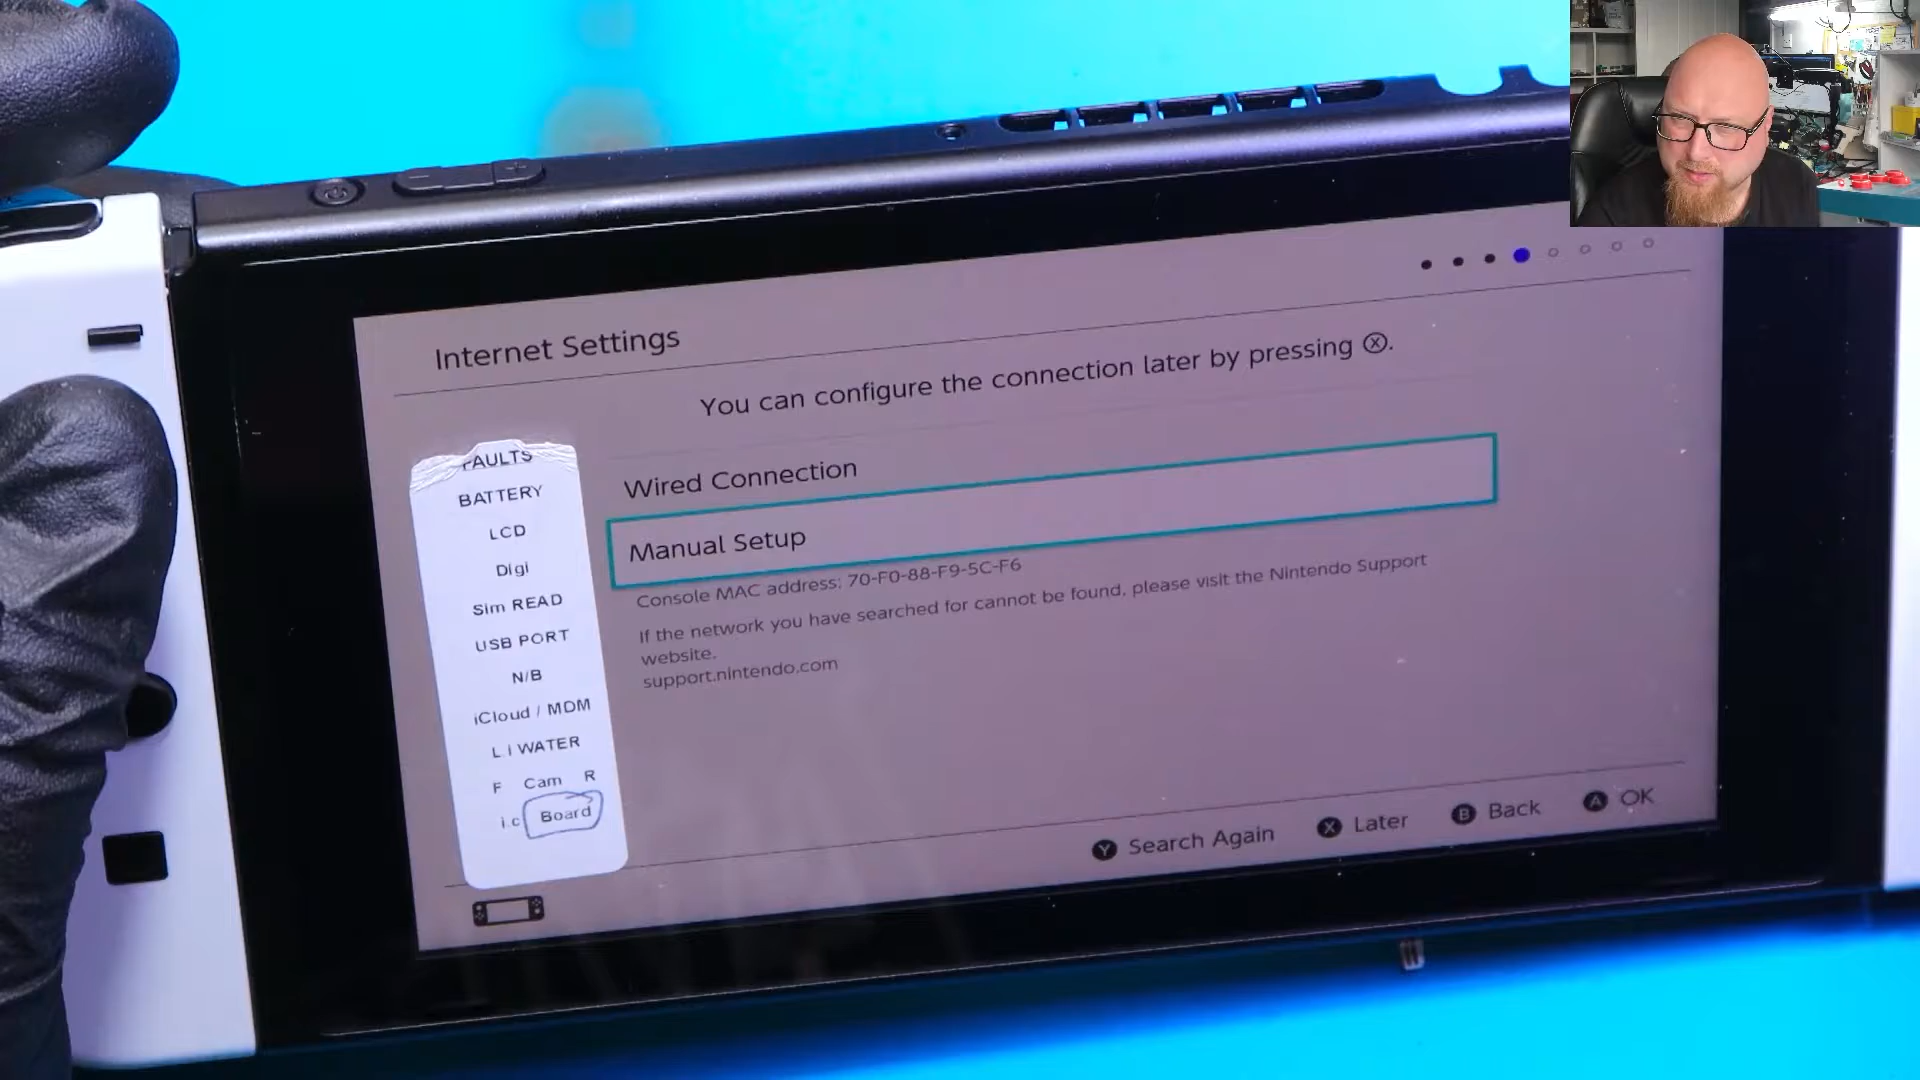 Internet Settings
You can configure the connection later by pressing Ⓧ.
Wired Connection
Manual Setup
Console MAC address: 70-F0-88-F9-5C-F6
If the network you have searched for cannot be found, please visit the Nintendo Support
website.
support.nintendo.com
Y Search Again X Later B Back A OK
FAULTS
BATTERY
LCD
Digi
Sim READ
USB PORT
N/B
iCloud / MDM
L i WATER
F Cam R
i.c Board